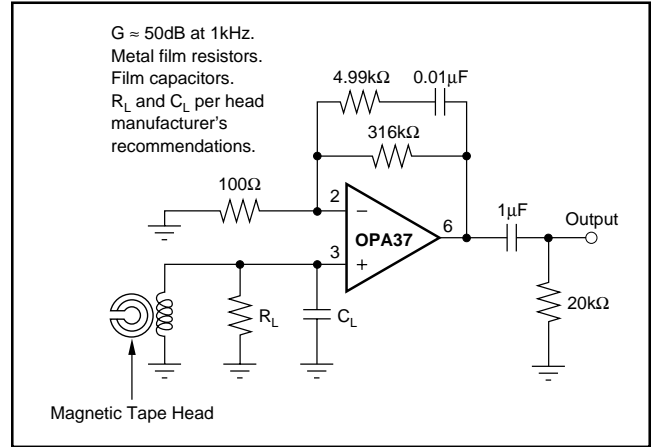 G ≈ 50dB at 1kHz.
Metal film resistors.
Film capacitors.
R_L and C_L per head
manufacturer's
recommendations.
4.99kΩ
0.01µF
316kΩ
100Ω
2
−
OPA37
6
3
+
1µF
Output
R_L
C_L
20kΩ
Magnetic Tape Head